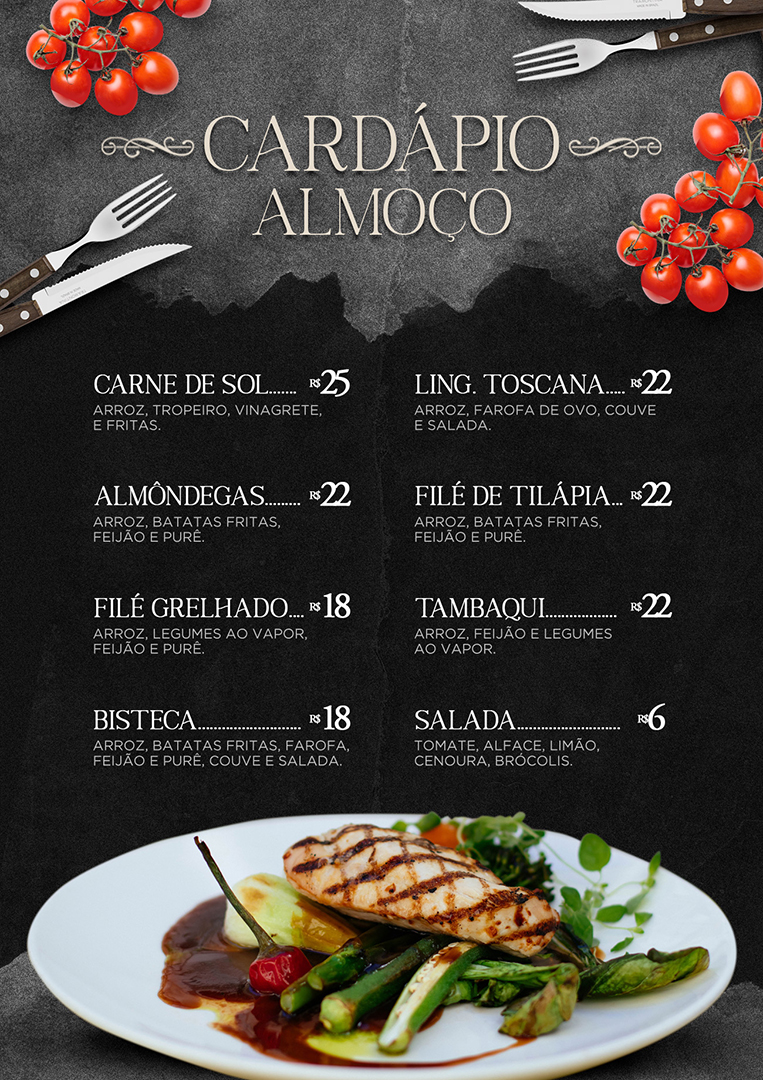 CARDÁPIO
ALMOÇO
CARNE DE SOL....... R$25
ARROZ, TROPEIRO, VINAGRETE,
E FRITAS.
ALMÔNDEGAS......... R$22
ARROZ, BATATAS FRITAS,
FEIJÃO E PURÊ.
FILÉ GRELHADO.... R$18
ARROZ, LEGUMES AO VAPOR,
FEIJÃO E PURÊ.
BISTECA.......................... R$18
ARROZ, BATATAS FRITAS, FAROFA,
FEIJÃO E PURÊ, COUVE E SALADA.
LING. TOSCANA..... R$22
ARROZ, FAROFA DE OVO, COUVE
E SALADA.
FILÉ DE TILÁPIA... R$22
ARROZ, BATATAS FRITAS,
FEIJÃO E PURÊ.
TAMBAQUI.................. R$22
ARROZ, FEIJÃO E LEGUMES
AO VAPOR.
SALADA.......................... R$6
TOMATE, ALFACE, LIMÃO,
CENOURA, BRÓCOLIS.